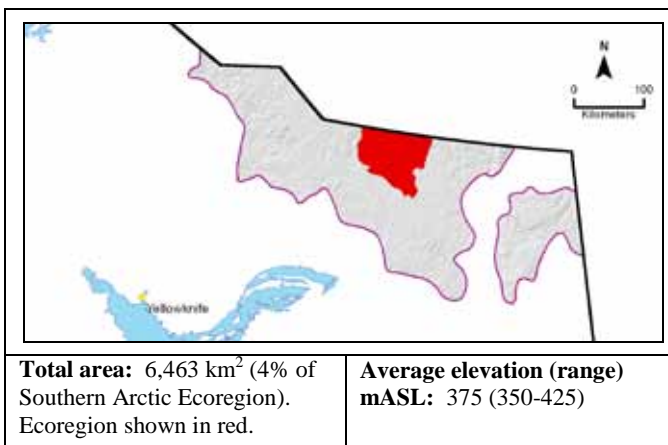 N
0 100
Kilometers
Yellowknife
Total area: 6,463 km² (4% of
Southern Arctic Ecoregion).
Ecoregion shown in red.
Average elevation (range)
mASL: 375 (350-425)